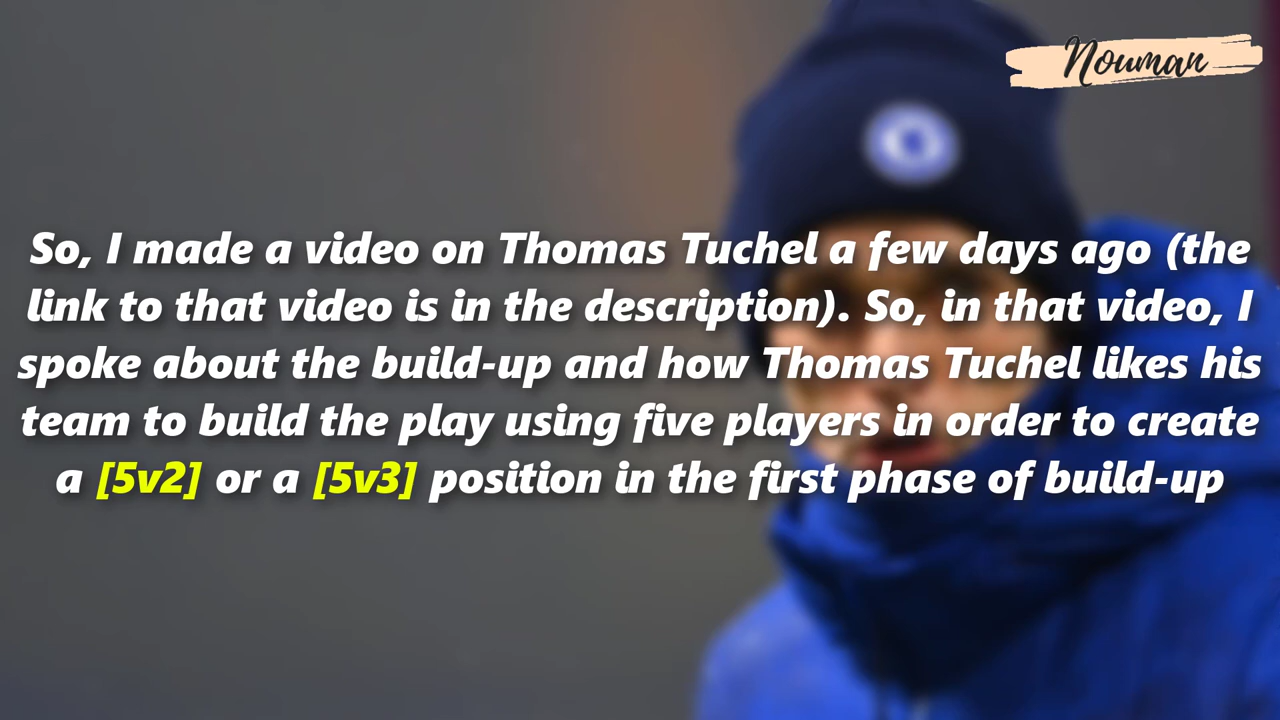 Nouman
So, I made a video on Thomas Tuchel a few days ago (the
link to that video is in the description). So, in that video, I
spoke about the build-up and how Thomas Tuchel likes his
team to build the play using five players in order to create
a [5v2] or a [5v3] position in the first phase of build-up